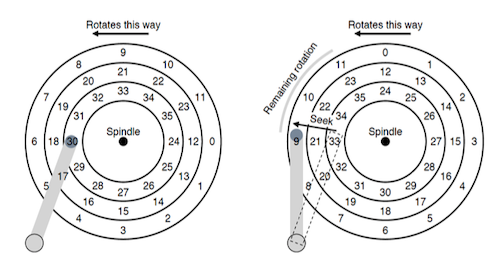 Rotates this way
9
8 10
21
20 22
7 33 11
32 34
19 23
31 35
Spindle
6 18 30 24 12 0
29 25
17 13
5 28 26 1
27
16 14
15
4 2
3
Rotates this way
Remaining rotation
0
11 1
12
23 13
10 24 2
35 25
22 14
Seek
34 26
Spindle
9 21 33 27 15 3
32 28
20 16
8 31 29 4
30
19 17
18
7 5
6